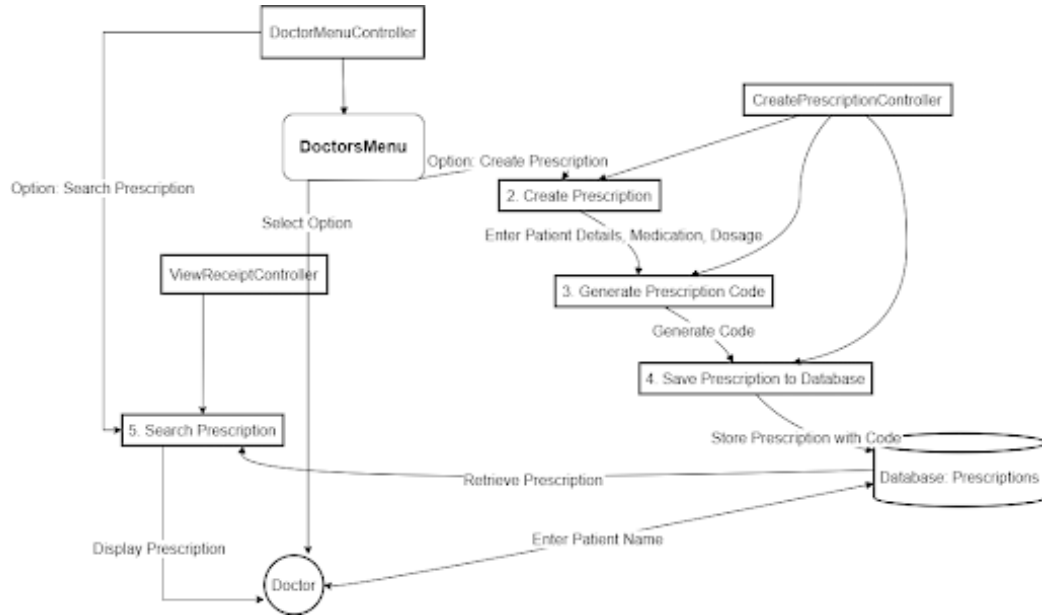 DoctorMenuController
CreatePrescriptionController
DoctorsMenu
Option: Create Prescription
Option: Search Prescription
2. Create Prescription
Select Option
Enter Patient Details, Medication, Dosage
ViewReceiptController
3. Generate Prescription Code
Generate Code
4. Save Prescription to Database
5. Search Prescription
Store Prescription with Code
Retrieve Prescription
Database: Prescriptions
Enter Patient Name
Display Prescription
Doctor